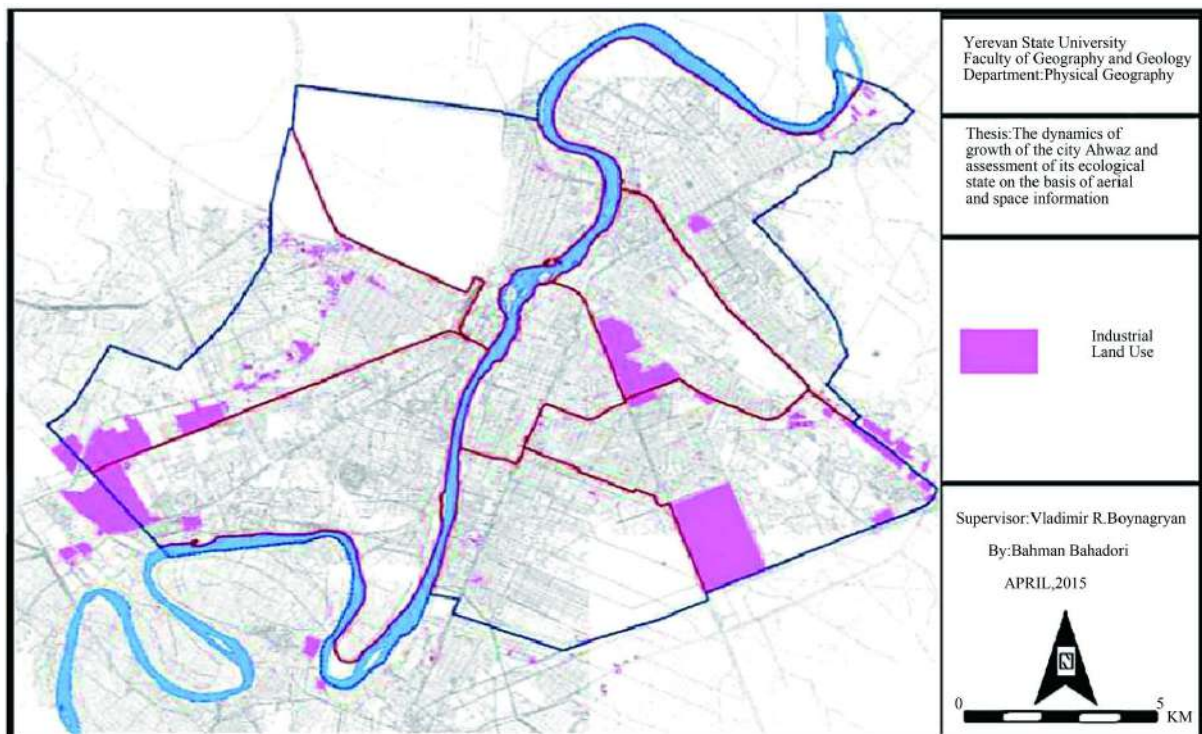 Yerevan State University
Faculty of Geography and Geology
Department:Physical Geography
Thesis:The dynamics of
growth of the city Ahwaz and
assessment of its ecological
state on the basis of aerial
and space information
Industrial
Land Use
Supervisor:Vladimir R.Boynagryan
By:Bahman Bahadori
APRIL,2015
N
0 5
KM